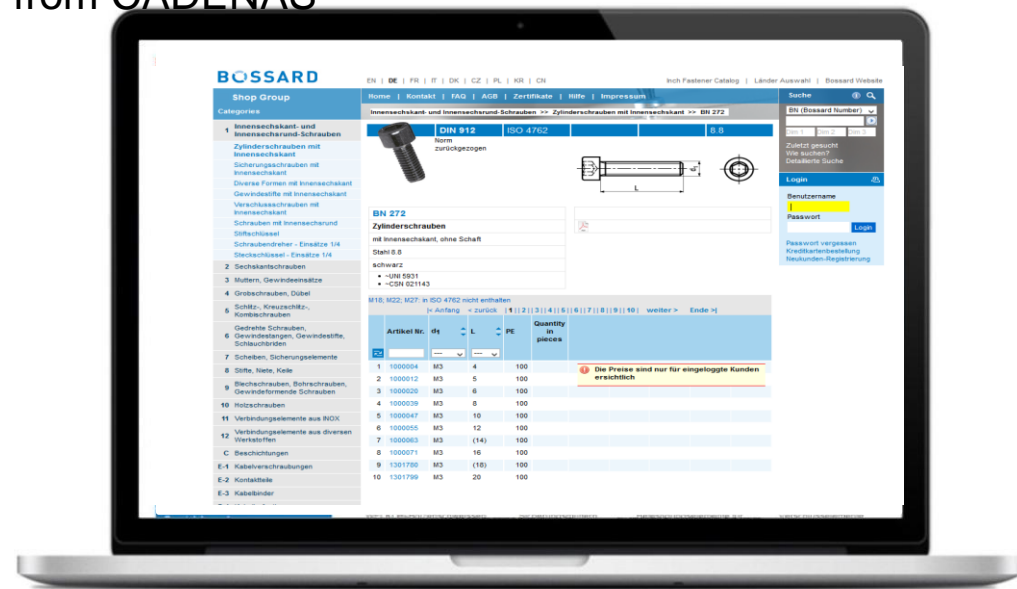 from CADENAS
BOSSARD
EN | DE | FR | IT | DK | CZ | PL | KR | CN
Inch Fastener Catalog | Länder Auswahl | Bossard Website
Shop Group
Home | Kontakt | FAQ | AGB | Zertifikate | Hilfe | Impressum
Suche
Categories
Innensechskant- und Innensechsrund-Schrauben >> Zylinderschrauben mit Innensechskant >> BN 272
BN (Bossard Number)
Dim 1 Dim 2 Dim 3
Zuletzt gesucht
Wie suchen?
Detaillierte Suche
Login
Benutzername
Passwort
Login
Passwort vergessen
Kreditkartenbestellung
Neukunden-Registrierung
1 Innensechskant- und
Innensechsrund-Schrauben
Zylinderschrauben mit
Innensechskant
Sicherungsschrauben mit
Innensechskant
Diverse Formen mit Innensechskant
Gewindestifte mit Innensechskant
Verschlussschrauben mit
Innensechskant
Schrauben mit Innensechsrund
Stiftschlüssel
Schraubendreher - Einsätze 1/4
Steckschlüssel - Einsätze 1/4
2 Sechskantschrauben
3 Muttern, Gewindeeinsätze
4 Grobschrauben, Dübel
5 Schlitz-, Kreuzschlitz-,
Kombischrauben
6 Gedrehte Schrauben,
Gewindestangen, Gewindestifte,
Schlauchbriden
7 Scheiben, Sicherungselemente
8 Stifte, Niete, Keile
9 Blechschrauben, Bohrschrauben,
Gewindeformende Schrauben
10 Holzschrauben
11 Verbindungselemente aus INOX
12 Verbindungselemente aus diversen
Werkstoffen
C Beschichtungen
E-1 Kabelverschraubungen
E-2 Kontaktteile
E-3 Kabelbinder
DIN 912 ISO 4762 8.8
Norm
zurückgezogen
d₁
L
BN 272
Zylinderschrauben
mit Innensechskant, ohne Schaft
Stahl 8.8
schwarz
• ~UNI 5931
• ~CSN 021143
M18; M22; M27: in ISO 4762 nicht enthalten
|< Anfang < zurück |1||2||3||4||5||6||7||8||9||10| weiter > Ende >|
Artikel Nr. d₁ L PE Quantity
in
pieces
--- ---
1 1000004 M3 4 100
Die Preise sind nur für eingeloggte Kunden
ersichtlich
2 1000012 M3 5 100
3 1000020 M3 6 100
4 1000039 M3 8 100
5 1000047 M3 10 100
6 1000055 M3 12 100
7 1000063 M3 (14) 100
8 1000071 M3 16 100
9 1301780 M3 (18) 100
10 1301799 M3 20 100